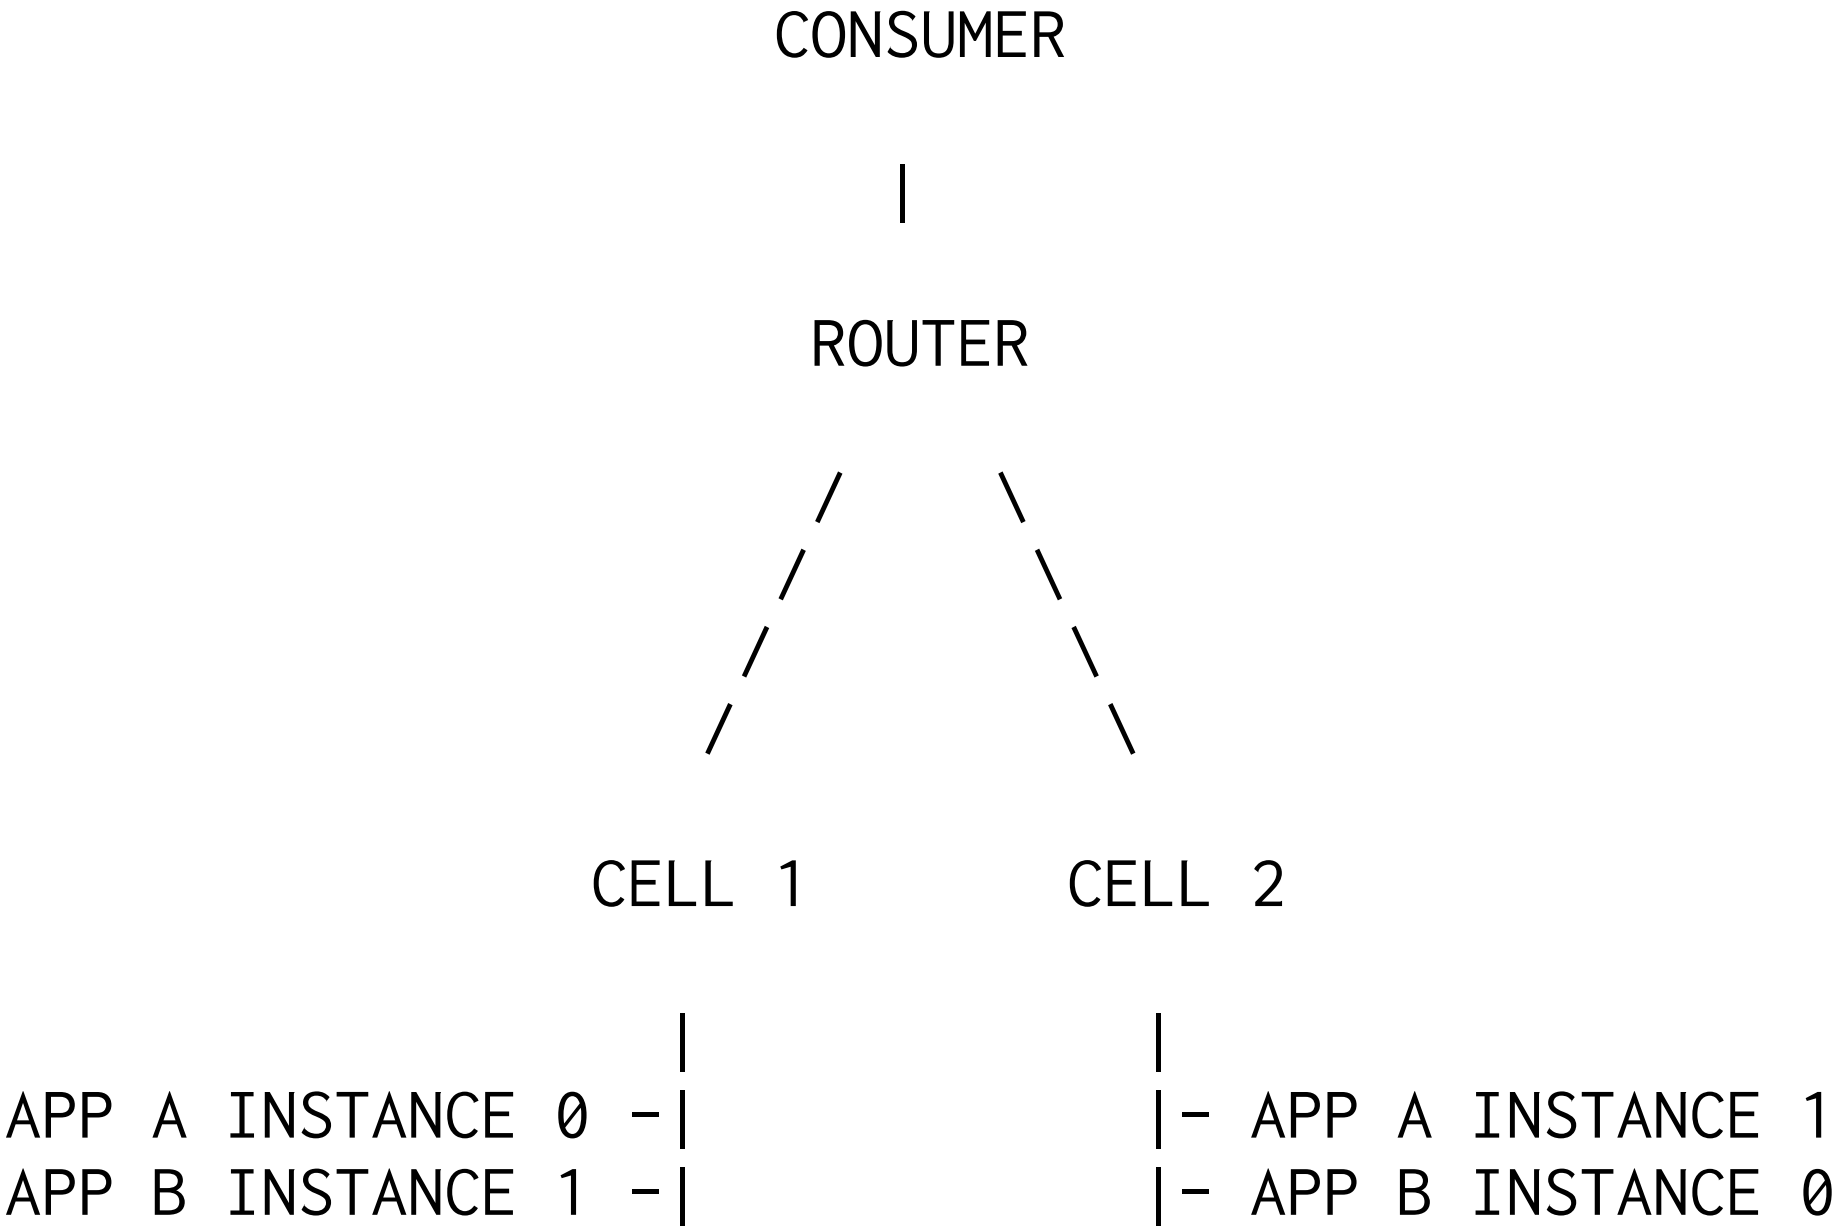 CONSUMER
|
ROUTER
/ \
/ \
/ \
/ \
CELL 1 CELL 2
| |
APP A INSTANCE 0 -| |- APP A INSTANCE 1
APP B INSTANCE 1 -| |- APP B INSTANCE 0